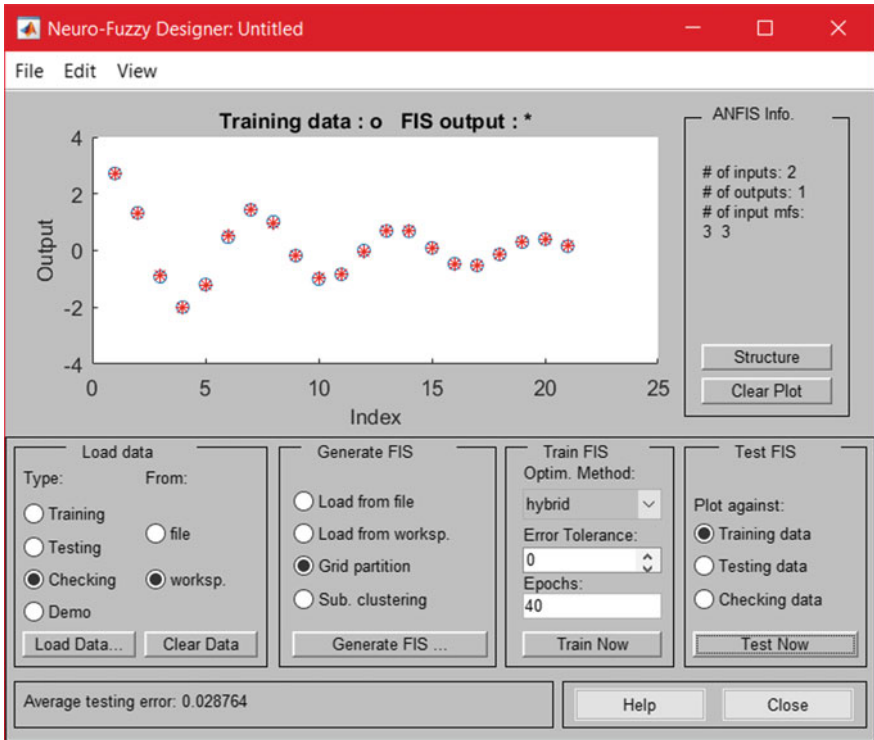 Neuro-Fuzzy Designer: Untitled
File Edit View
Training data : o FIS output : *
4
2
0
-2
-4
Output
0 5 10 15 20 25
Index
ANFIS Info.
# of inputs: 2
# of outputs: 1
# of input mfs:
3 3
Structure
Clear Plot
Load data
Type: From:
Training
Testing
Checking
Demo
file
worksp.
Load Data... Clear Data
Generate FIS
Load from file
Load from worksp.
Grid partition
Sub. clustering
Generate FIS ...
Train FIS
Optim. Method:
hybrid
Error Tolerance:
0
Epochs:
40
Train Now
Test FIS
Plot against:
Training data
Testing data
Checking data
Test Now
Average testing error: 0.028764
Help Close